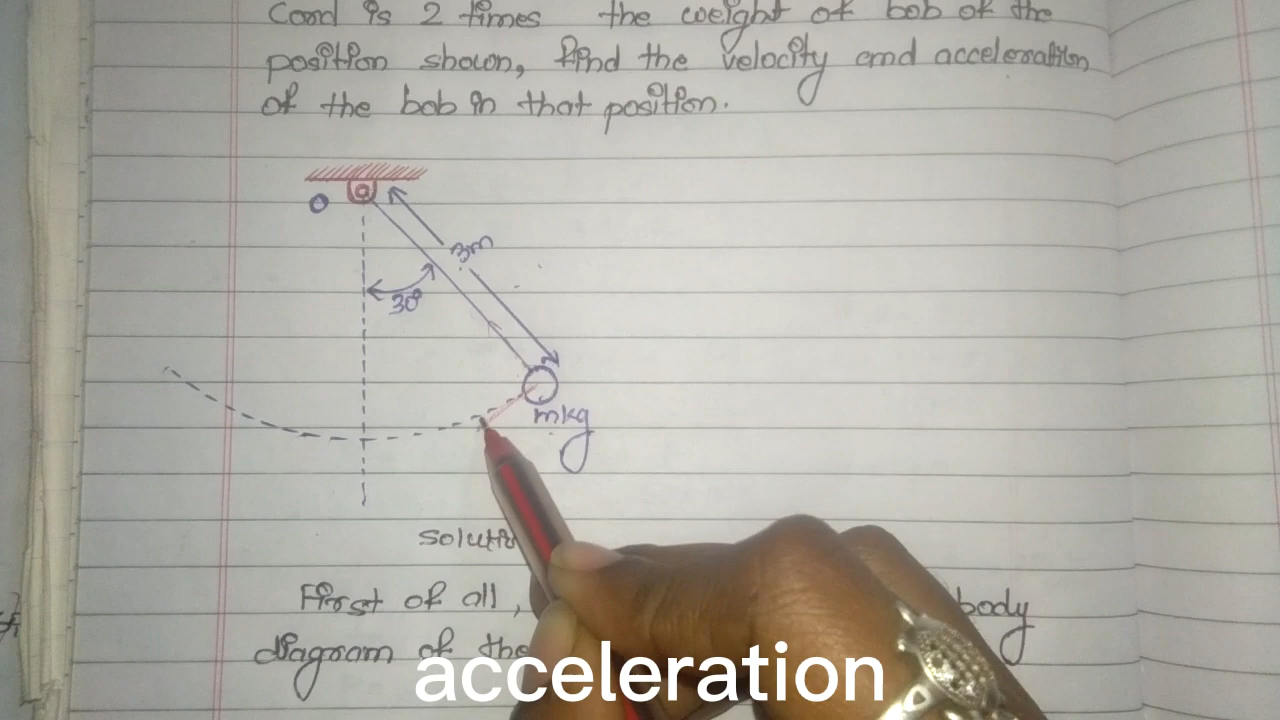 Cord is 2 times the weight of bob of the
position shown, find the velocity and acceleration
of the bob in that position.
O
3m
30°
mkg
Solutio
First of all, body
diagram of the
acceleration